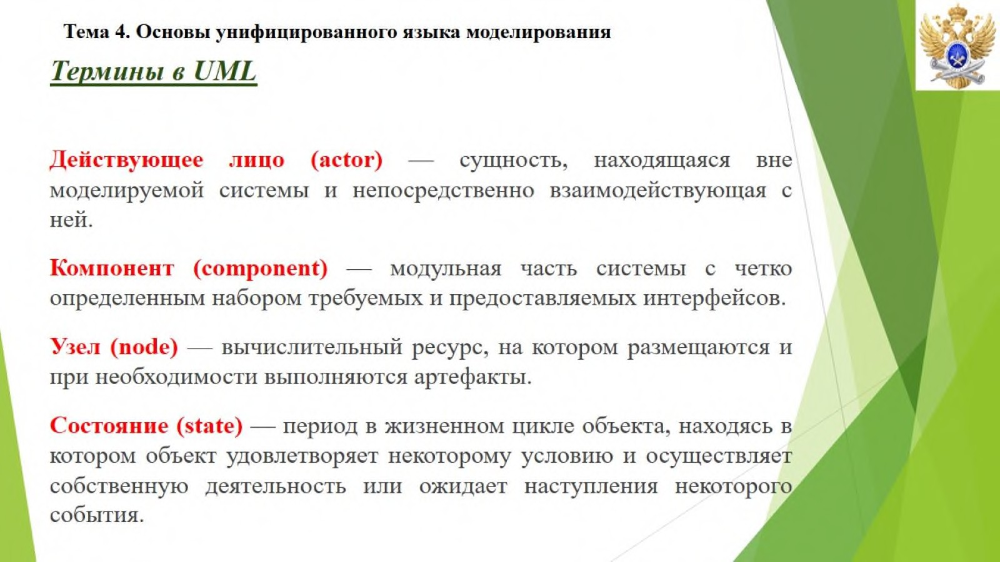 Тема 4. Основы унифицированного языка моделирования
Термины в UML
Действующее лицо (actor) — сущность, находящаяся вне
моделируемой системы и непосредственно взаимодействующая с
ней.
Компонент (component) — модульная часть системы с четко
определенным набором требуемых и предоставляемых интерфейсов.
Узел (node) — вычислительный ресурс, на котором размещаются и
при необходимости выполняются артефакты.
Состояние (state) — период в жизненном цикле объекта, находясь в
котором объект удовлетворяет некоторому условию и осуществляет
собственную деятельность или ожидает наступления некоторого
события.